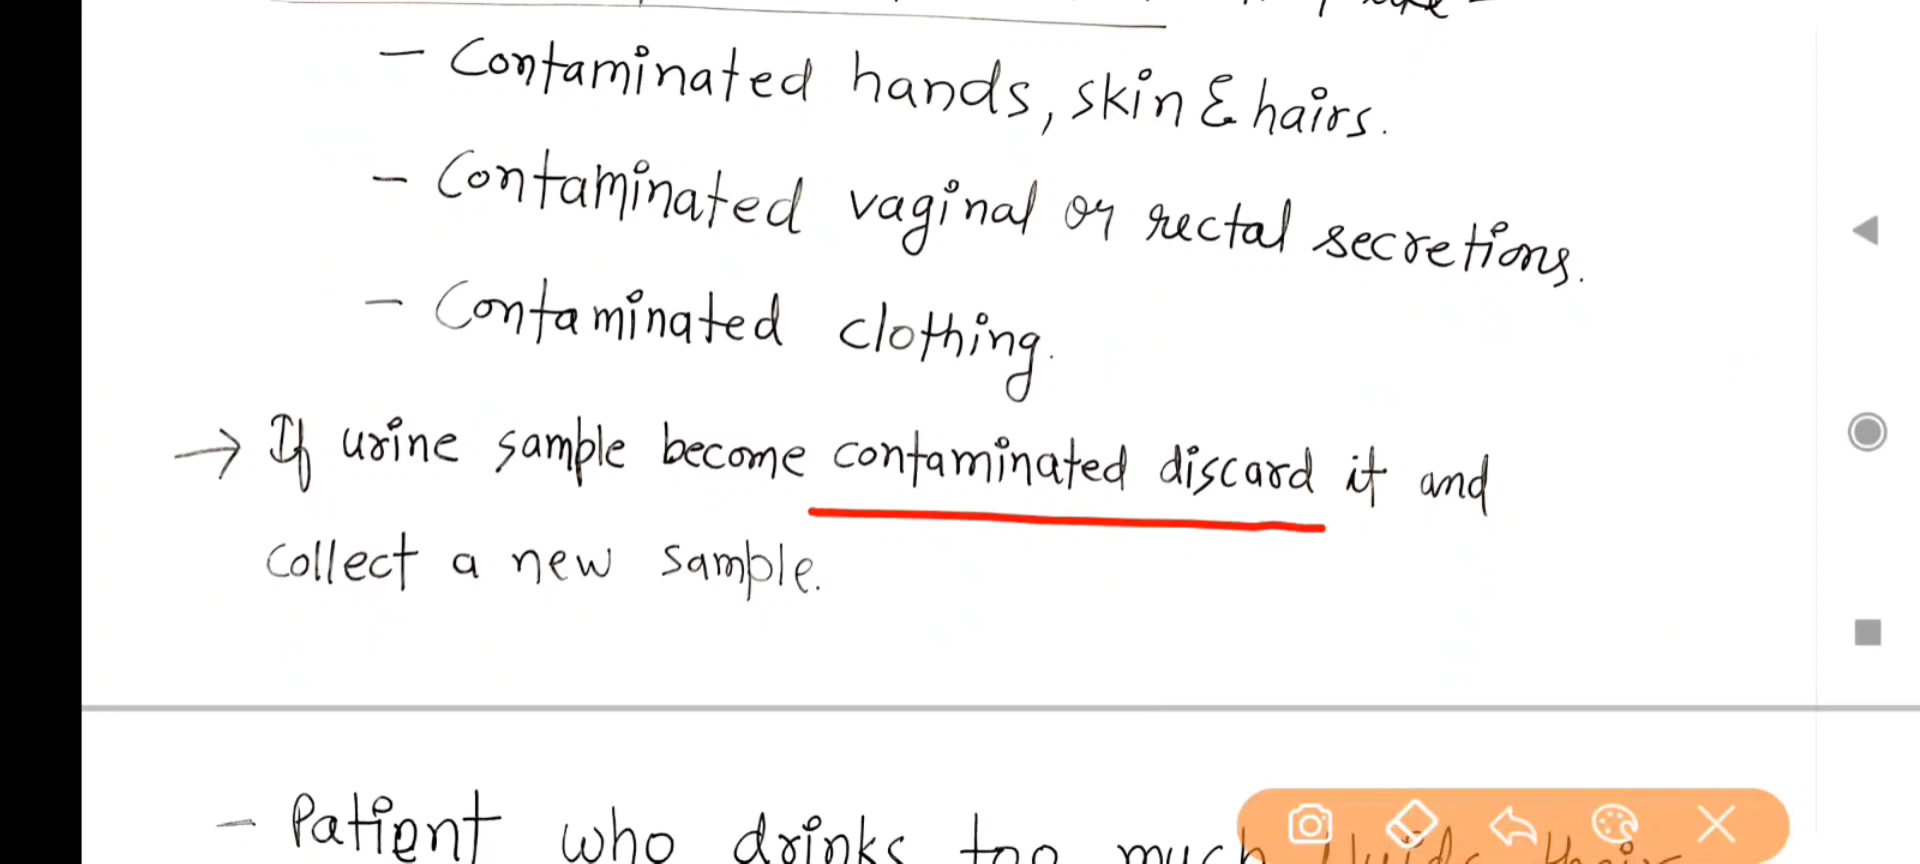 - Contaminated hands, skin & hairs.
- Contaminated vaginal or rectal secretions.
- Contaminated clothing.
→ If urine sample become contaminated discard it and
collect a new sample.
- Patient who drinks too much